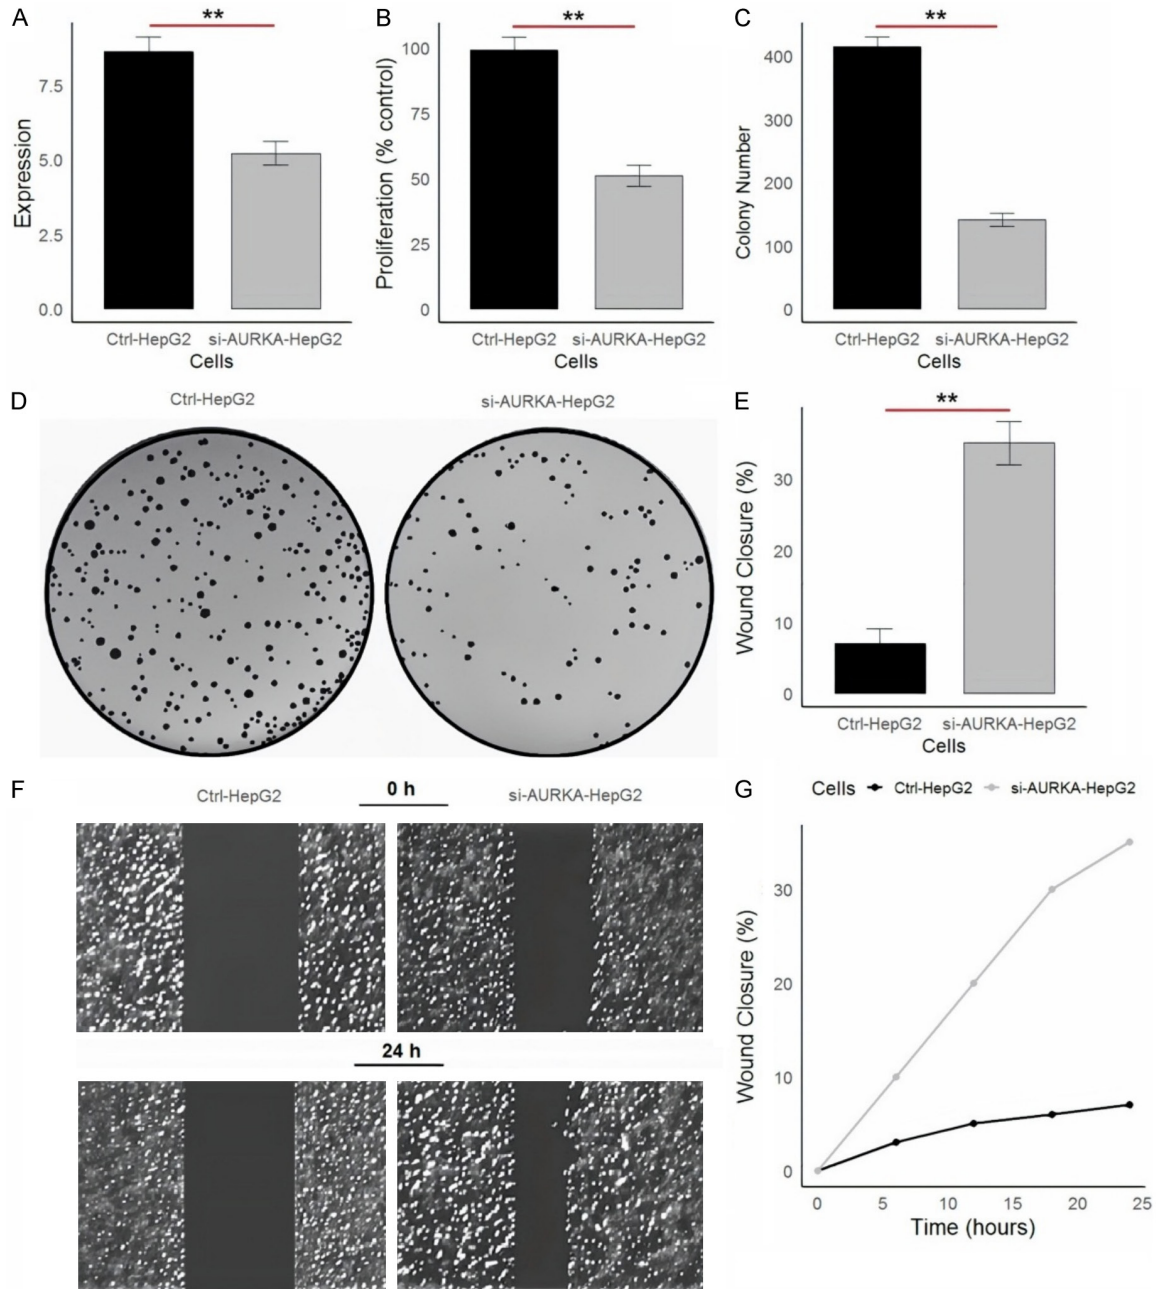 A
**
Expression
7.5
5.0
2.5
0.0
Ctrl-HepG2 si-AURKA-HepG2
Cells
B
**
Proliferation (% control)
100
75
50
25
0
Ctrl-HepG2 si-AURKA-HepG2
Cells
C
**
Colony Number
400
300
200
100
0
Ctrl-HepG2 si-AURKA-HepG2
Cells
D
Ctrl-HepG2 si-AURKA-HepG2
E
**
Wound Closure (%)
30
20
10
0
Ctrl-HepG2 si-AURKA-HepG2
Cells
F
Ctrl-HepG2 0 h si-AURKA-HepG2
24 h
G
Cells Ctrl-HepG2 si-AURKA-HepG2
Wound Closure (%)
30
20
10
0
0 5 10 15 20 25
Time (hours)